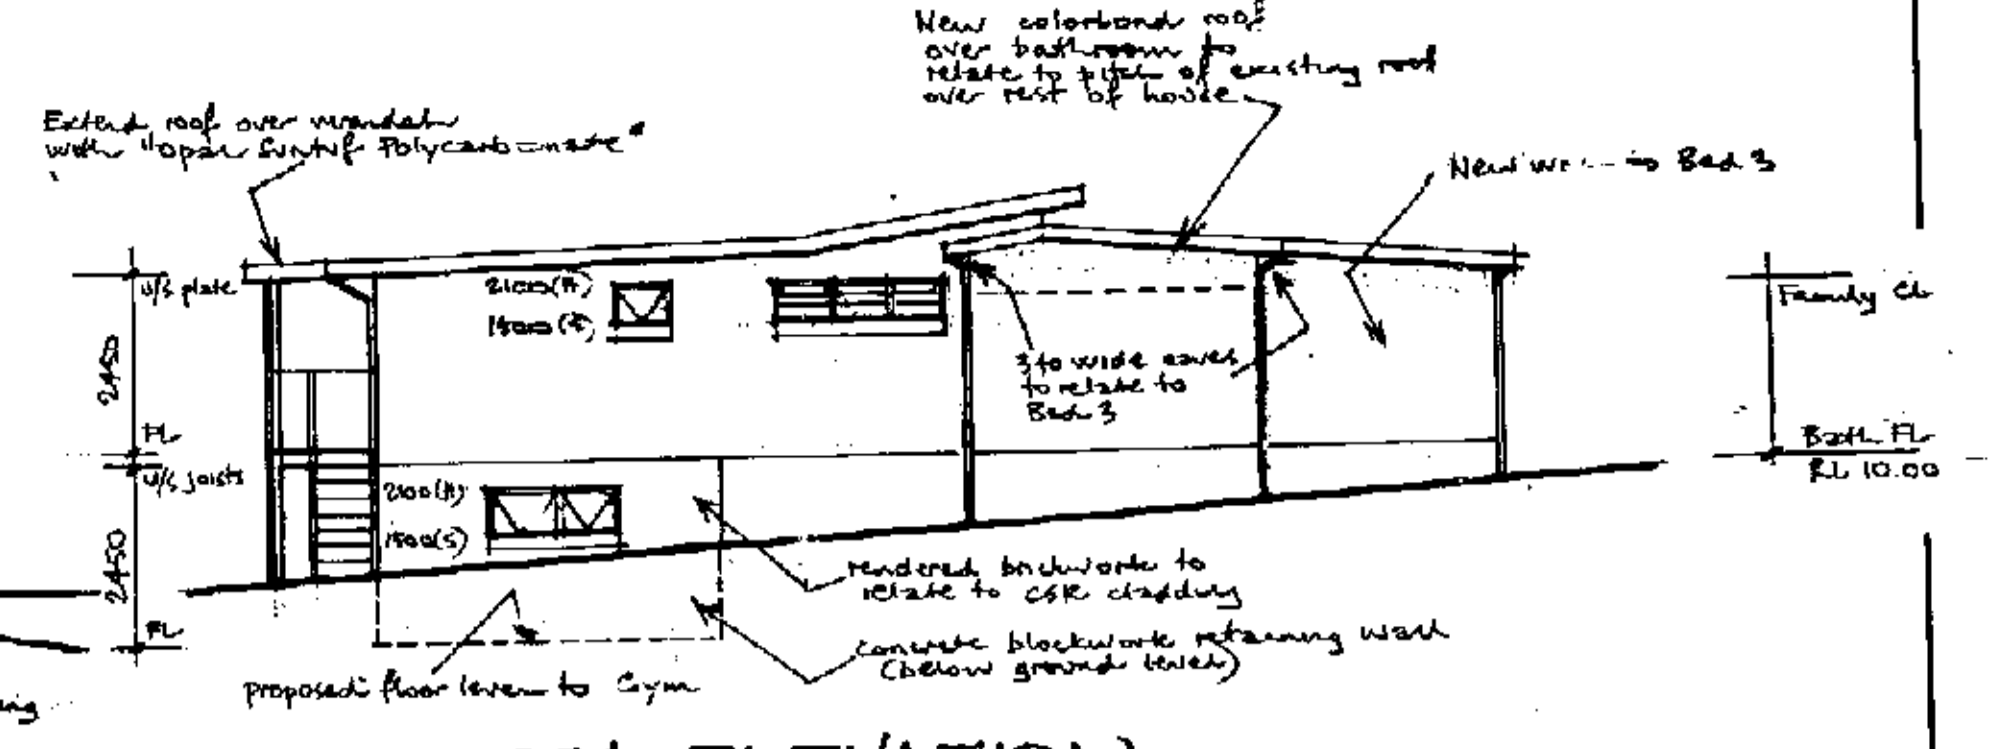 New colorbond roof
over bathroom to
relate to pitch of existing roof
over rest of house
Extend roof over verandah
with "Opal Suntuf Polycarbonate"
New to Bed 3
u/s plate
2100(h)
Family CL
2450
3 to wide eaves
to relate to
Bed 3
FL
Bath FL
RL 10.00
u/s joists
2100(h)
1500(s)
2450
rendered brickwork to
relate to CSR cladding
FL
concrete blockwork retaining wall
(below ground level)
proposed floor level to Gym